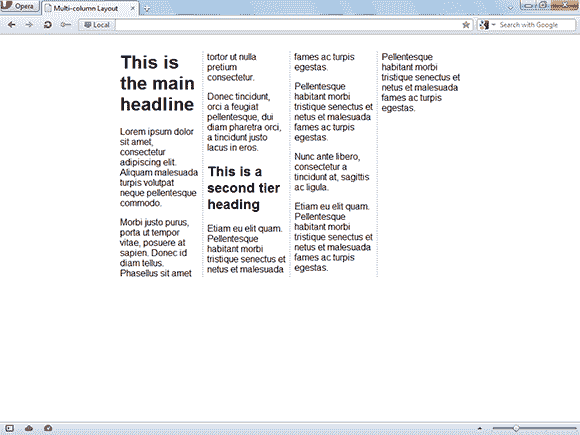 Opera
Multi-column Layout
Local
Search with Google
This is
the main
headline
Lorem ipsum dolor
sit amet,
consectetur
adipiscing elit.
Aliquam malesuada
turpis volutpat
neque pellentesque
commodo.
Morbi justo purus,
porta ut tempor
vitae, posuere at
sapien. Donec id
diam tellus.
Phasellus sit amet
tortor ut nulla
pretium
consectetur.
Donec tincidunt,
orci a feugiat
pellentesque, dui
diam pharetra orci,
a tincidunt justo
lacus in eros.
This is a
second tier
heading
Etiam eu elit quam.
Pellentesque
habitant morbi
tristique senectus et
netus et malesuada
fames ac turpis
egestas.
Pellentesque
habitant morbi
tristique senectus et
netus et malesuada
fames ac turpis
egestas.
Nunc ante libero,
consectetur a
tincidunt at, sagittis
ac ligula.
Etiam eu elit quam.
Pellentesque
habitant morbi
tristique senectus et
netus et malesuada
fames ac turpis
egestas.
Pellentesque
habitant morbi
tristique senectus et
netus et malesuada
fames ac turpis
egestas.